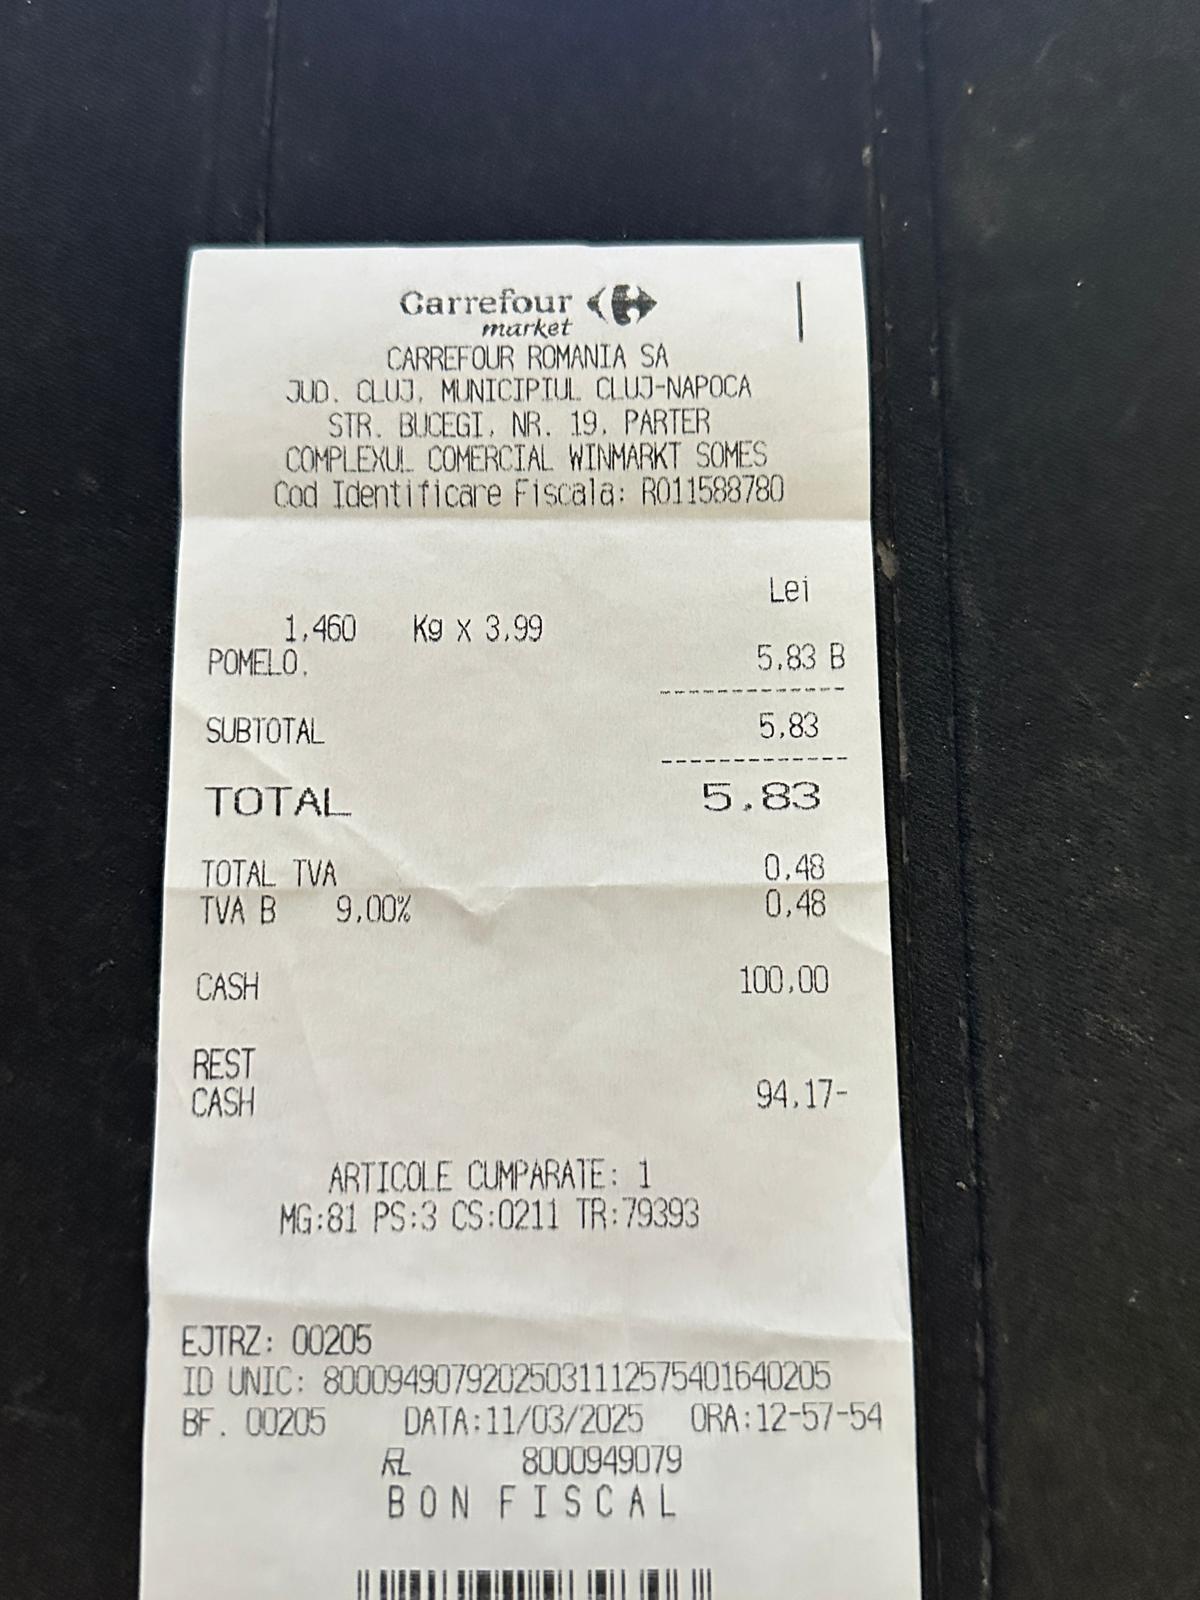 Carrefour
market
CARREFOUR ROMANIA SA
JUD. CLUJ, MUNICIPIUL CLUJ-NAPOCA
STR. BUCEGI, NR. 19, PARTER
COMPLEXUL COMERCIAL WINMARKT SOMES
Cod Identificare Fiscala: RO11588780
Lei
1,460 Kg x 3,99
POMELO. 5,83 B
SUBTOTAL 5,83
TOTAL 5.83
TOTAL TVA 0,48
TVA B 9,00% 0,48
CASH 100,00
REST
CASH 94,17-
ARTICOLE CUMPARATE: 1
MG:81 PS:3 CS:0211 TR:79393
EJTRZ: 00205
ID UNIC: 80009490792025031112575401640205
BF. 00205 DATA:11/03/2025 ORA:12-57-54
8000949079
BON FISCAL